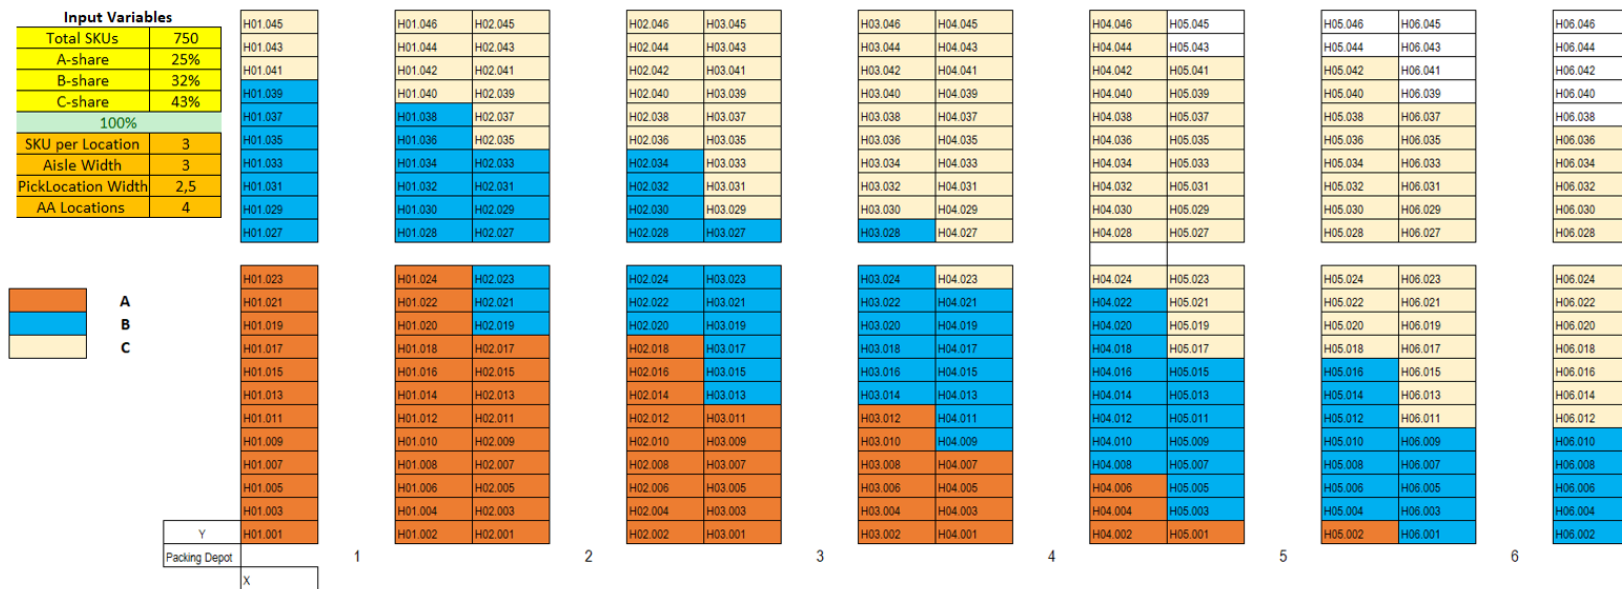 Input Variables
Total SKUs 750
A-share 25%
B-share 32%
C-share 43%
100%
SKU per Location 3
Aisle Width 3
PickLocation Width 2,5
AA Locations 4
A
B
C
H01.045 H01.046 H02.045 H02.046 H03.045 H03.046 H04.045 H04.046 H05.045 H05.046 H06.045 H06.046
H01.043 H01.044 H02.043 H02.044 H03.043 H03.044 H04.043 H04.044 H05.043 H05.044 H06.043 H06.044
H01.041 H01.042 H02.041 H02.042 H03.041 H03.042 H04.041 H04.042 H05.041 H05.042 H06.041 H06.042
H01.039 H01.040 H02.039 H02.040 H03.039 H03.040 H04.039 H04.040 H05.039 H05.040 H06.039 H06.040
H01.037 H01.038 H02.037 H02.038 H03.037 H03.038 H04.037 H04.038 H05.037 H05.038 H06.037 H06.038
H01.035 H01.036 H02.035 H02.036 H03.035 H03.036 H04.035 H04.036 H05.035 H05.036 H06.035 H06.036
H01.033 H01.034 H02.033 H02.034 H03.033 H03.034 H04.033 H04.034 H05.033 H05.034 H06.033 H06.034
H01.031 H01.032 H02.031 H02.032 H03.031 H03.032 H04.031 H04.032 H05.031 H05.032 H06.031 H06.032
H01.029 H01.030 H02.029 H02.030 H03.029 H03.030 H04.029 H04.030 H05.029 H05.030 H06.029 H06.030
H01.027 H01.028 H02.027 H02.028 H03.027 H03.028 H04.027 H04.028 H05.027 H05.028 H06.027 H06.028
H01.023 H01.024 H02.023 H02.024 H03.023 H03.024 H04.023 H04.024 H05.023 H05.024 H06.023 H06.024
H01.021 H01.022 H02.021 H02.022 H03.021 H03.022 H04.021 H04.022 H05.021 H05.022 H06.021 H06.022
H01.019 H01.020 H02.019 H02.020 H03.019 H03.020 H04.019 H04.020 H05.019 H05.020 H06.019 H06.020
H01.017 H01.018 H02.017 H02.018 H03.017 H03.018 H04.017 H04.018 H05.017 H05.018 H06.017 H06.018
H01.015 H01.016 H02.015 H02.016 H03.015 H03.016 H04.015 H04.016 H05.015 H05.016 H06.015 H06.016
H01.013 H01.014 H02.013 H02.014 H03.013 H03.014 H04.013 H04.014 H05.013 H05.014 H06.013 H06.014
H01.011 H01.012 H02.011 H02.012 H03.011 H03.012 H04.011 H04.012 H05.011 H05.012 H06.011 H06.012
H01.009 H01.010 H02.009 H02.010 H03.009 H03.010 H04.009 H04.010 H05.009 H05.010 H06.009 H06.010
H01.007 H01.008 H02.007 H02.008 H03.007 H03.008 H04.007 H04.008 H05.007 H05.008 H06.007 H06.008
H01.005 H01.006 H02.005 H02.006 H03.005 H03.006 H04.005 H04.006 H05.005 H05.006 H06.005 H06.006
H01.003 H01.004 H02.003 H02.004 H03.003 H03.004 H04.003 H04.004 H05.003 H05.004 H06.003 H06.004
Y H01.001 H01.002 H02.001 H02.002 H03.001 H03.002 H04.001 H04.002 H05.001 H05.002 H06.001 H06.002
Packing Depot 1 2 3 4 5 6
X